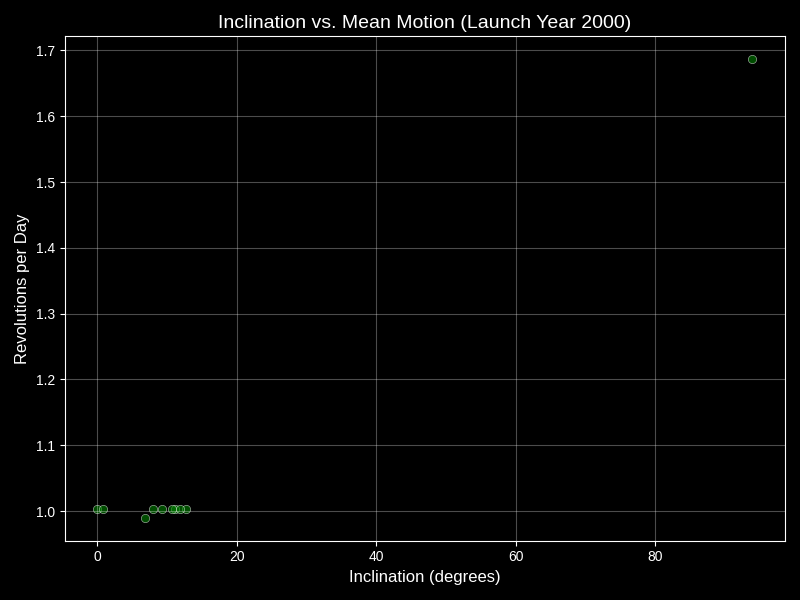 Inclination vs. Mean Motion (Launch Year 2000)
Revolutions per Day
1.7
1.6
1.5
1.4
1.3
1.2
1.1
1.0
0 20 40 60 80
Inclination (degrees)